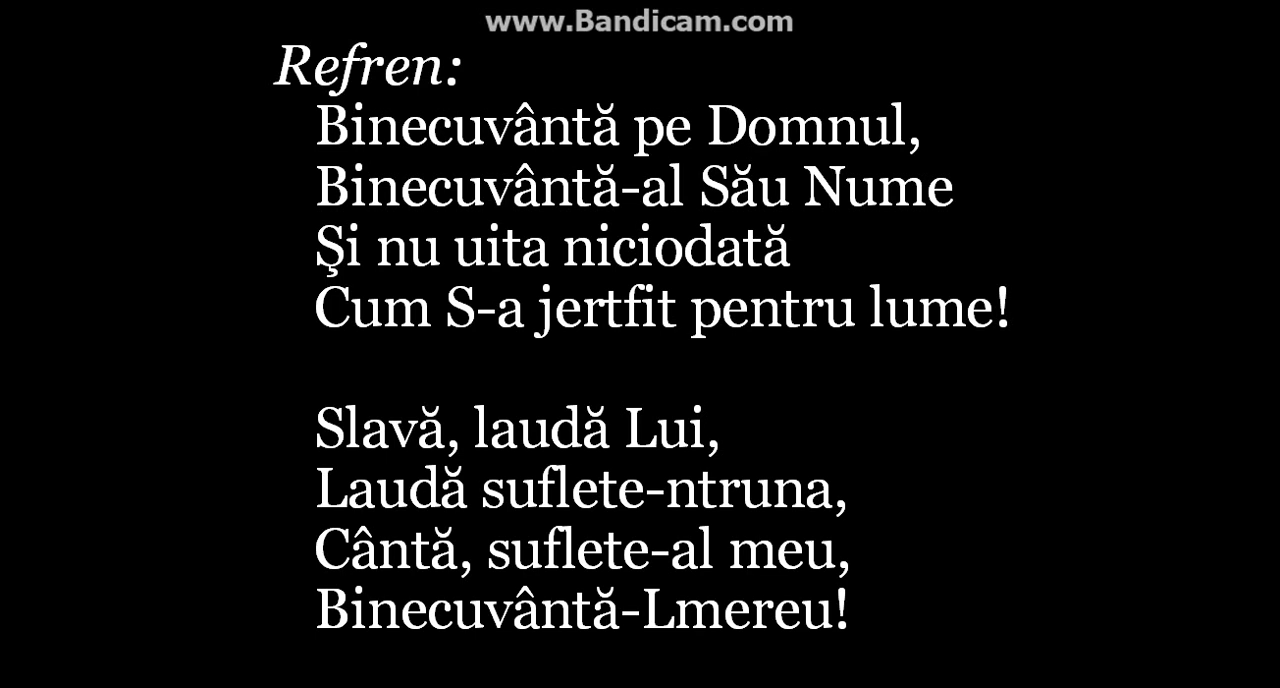 www.Bandicam.com
Refren:
Binecuvântă pe Domnul,
Binecuvântă-al Său Nume
Şi nu uita niciodată
Cum S-a jertfit pentru lume!
Slavă, laudă Lui,
Laudă suflete-ntruna,
Cântă, suflete-al meu,
Binecuvântă-Lmereu!